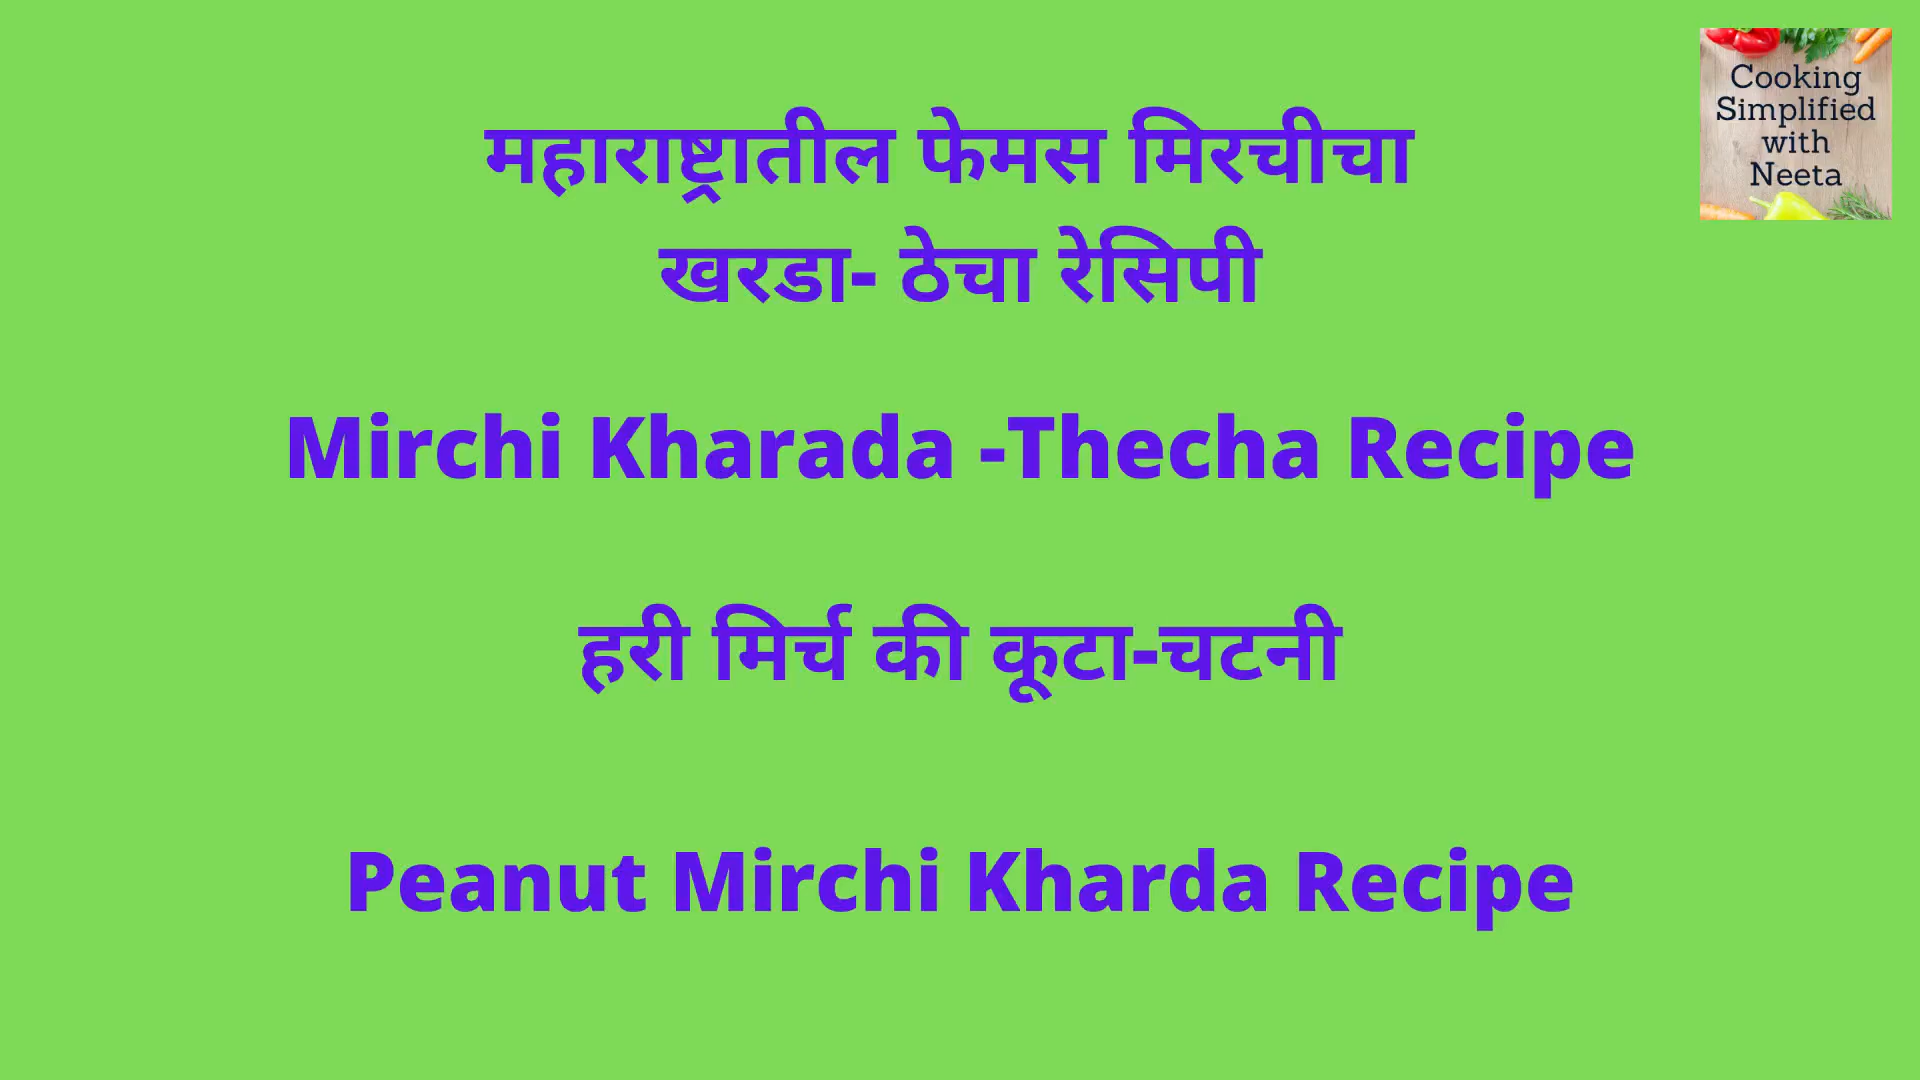 Cooking
Simplified
with
Neeta
महाराष्ट्रातील फेमस मिरचीचा
खरडा- ठेचा रेसिपी
Mirchi Kharada -Thecha Recipe
हरी मिर्च की कूटा-चटनी
Peanut Mirchi Kharda Recipe